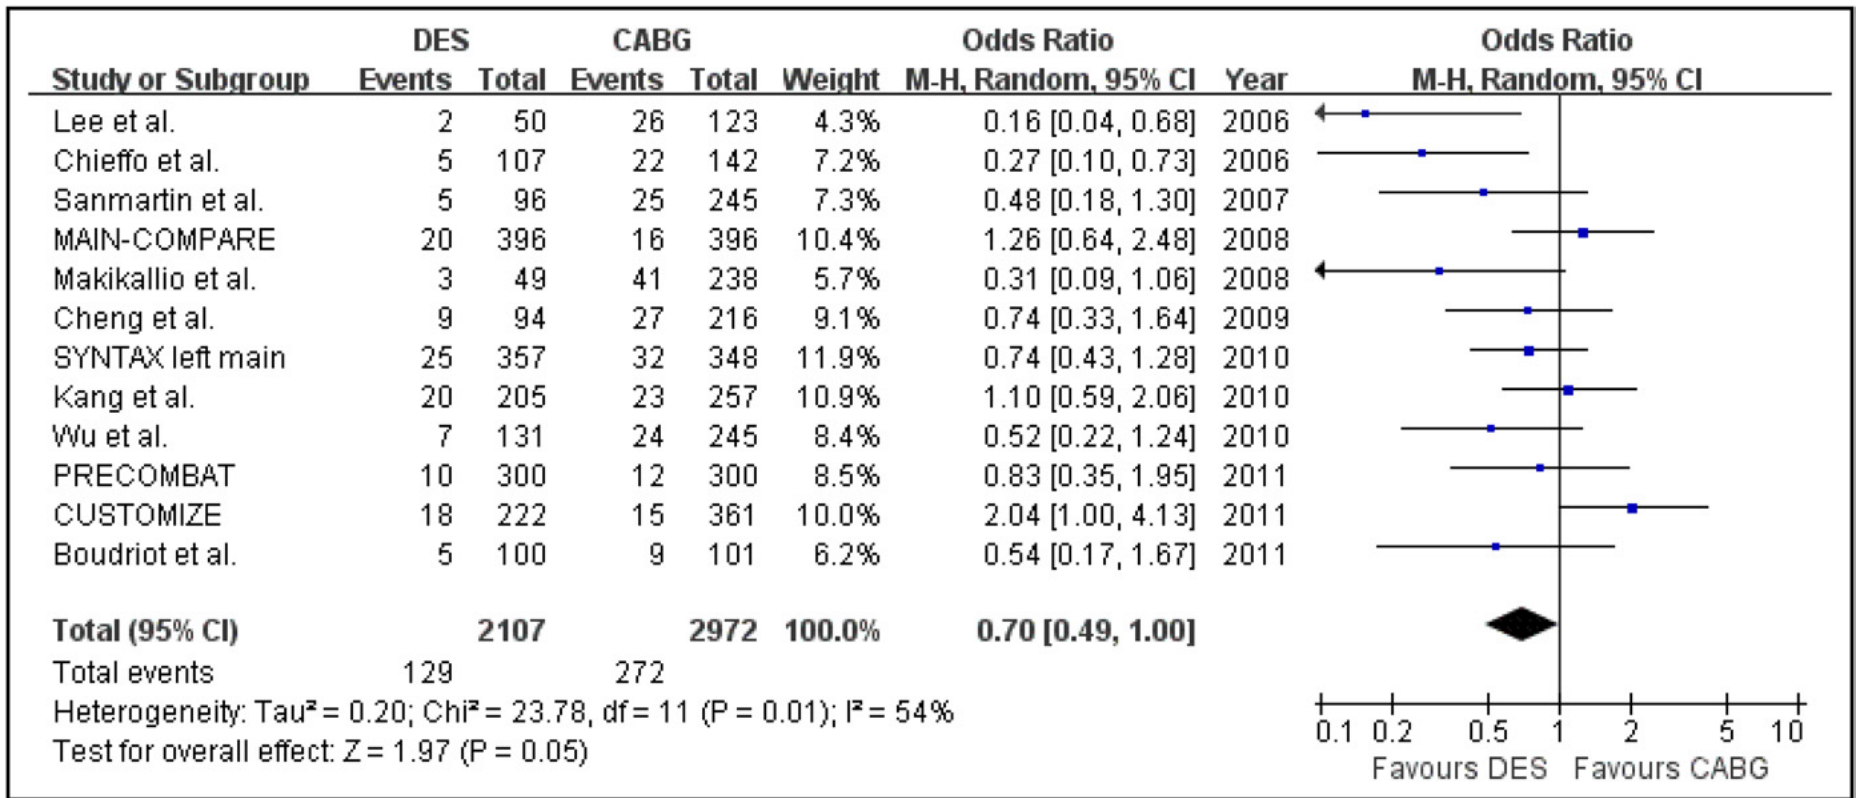 DES CABG Odds Ratio Odds Ratio
Study or Subgroup Events Total Events Total Weight M-H, Random, 95% CI Year M-H, Random, 95% CI
Lee et al. 2 50 26 123 4.3% 0.16 [0.04, 0.68] 2006
Chieffo et al. 5 107 22 142 7.2% 0.27 [0.10, 0.73] 2006
Sanmartin et al. 5 96 25 245 7.3% 0.48 [0.18, 1.30] 2007
MAIN-COMPARE 20 396 16 396 10.4% 1.26 [0.64, 2.48] 2008
Makikallio et al. 3 49 41 238 5.7% 0.31 [0.09, 1.06] 2008
Cheng et al. 9 94 27 216 9.1% 0.74 [0.33, 1.64] 2009
SYNTAX left main 25 357 32 348 11.9% 0.74 [0.43, 1.28] 2010
Kang et al. 20 205 23 257 10.9% 1.10 [0.59, 2.06] 2010
Wu et al. 7 131 24 245 8.4% 0.52 [0.22, 1.24] 2010
PRECOMBAT 10 300 12 300 8.5% 0.83 [0.35, 1.95] 2011
CUSTOMIZE 18 222 15 361 10.0% 2.04 [1.00, 4.13] 2011
Boudriot et al. 5 100 9 101 6.2% 0.54 [0.17, 1.67] 2011
Total (95% CI) 2107 2972 100.0% 0.70 [0.49, 1.00]
Total events 129 272
Heterogeneity: Tau² = 0.20; Chi² = 23.78, df = 11 (P = 0.01); I² = 54%
Test for overall effect: Z = 1.97 (P = 0.05)
0.1 0.2 0.5 1 2 5 10
Favours DES Favours CABG